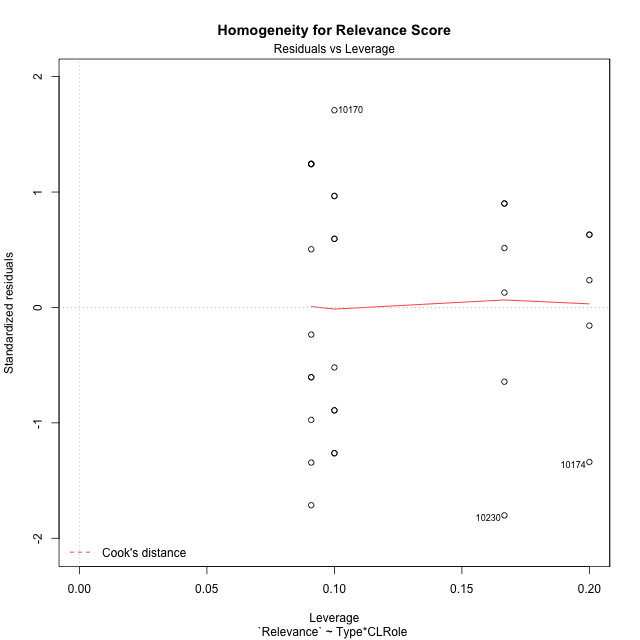 Homogeneity for Relevance Score
Residuals vs Leverage
2
1
0
-1
-2
Standardized residuals
10170
10174
10230
Cook's distance
0.00 0.05 0.10 0.15 0.20
Leverage
`Relevance` ~ Type*CLRole